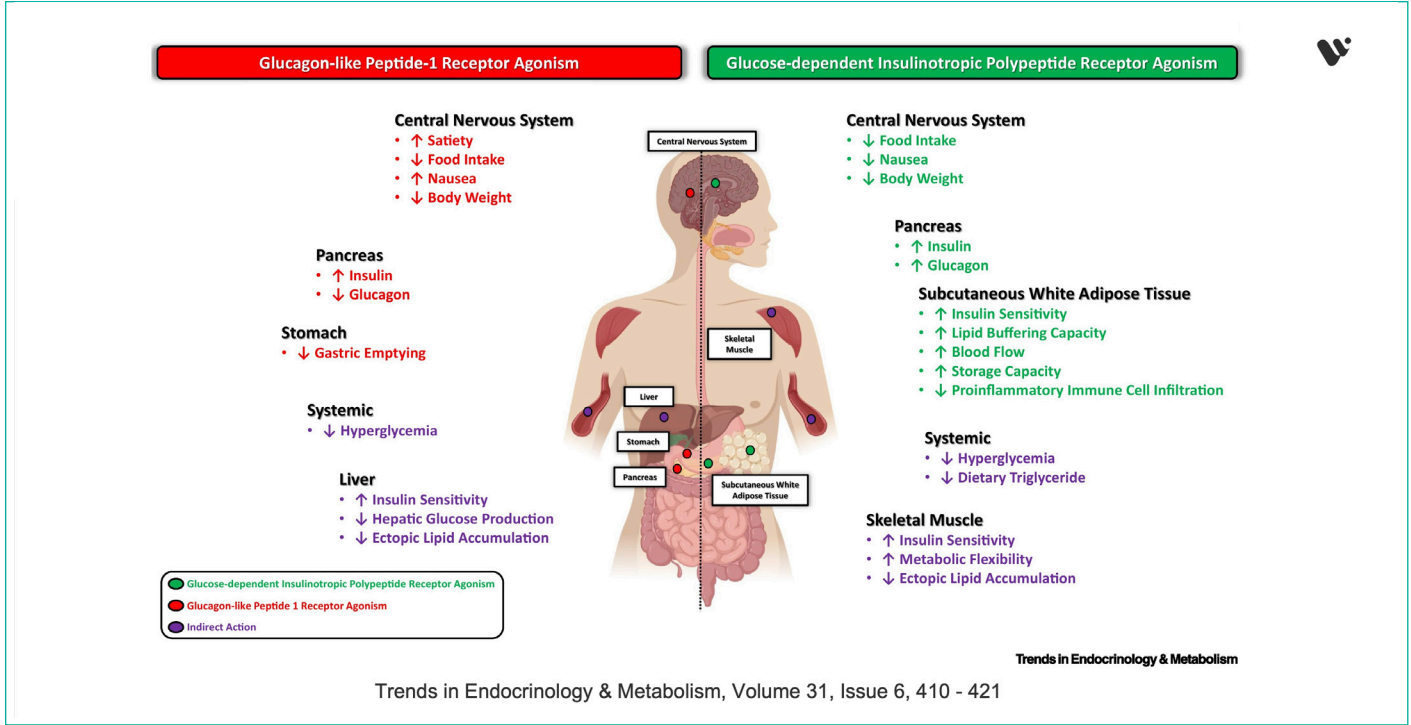 Glucagon-like Peptide-1 Receptor Agonism
Glucose-dependent Insulinotropic Polypeptide Receptor Agonism
Central Nervous System
• ↑ Satiety
• ↓ Food Intake
• ↑ Nausea
• ↓ Body Weight
Pancreas
• ↑ Insulin
• ↓ Glucagon
Stomach
• ↓ Gastric Emptying
Systemic
• ↓ Hyperglycemia
Liver
• ↑ Insulin Sensitivity
• ↓ Hepatic Glucose Production
• ↓ Ectopic Lipid Accumulation
Central Nervous System
Skeletal
Muscle
Liver
Stomach
Pancreas
Subcutaneous White
Adipose Tissue
Central Nervous System
• ↓ Food Intake
• ↓ Nausea
• ↓ Body Weight
Pancreas
• ↑ Insulin
• ↑ Glucagon
Subcutaneous White Adipose Tissue
• ↑ Insulin Sensitivity
• ↑ Lipid Buffering Capacity
• ↑ Blood Flow
• ↑ Storage Capacity
• ↓ Proinflammatory Immune Cell Infiltration
Systemic
• ↓ Hyperglycemia
• ↓ Dietary Triglyceride
Skeletal Muscle
• ↑ Insulin Sensitivity
• ↑ Metabolic Flexibility
• ↓ Ectopic Lipid Accumulation
Glucose-dependent Insulinotropic Polypeptide Receptor Agonism
Glucagon-like Peptide 1 Receptor Agonism
Indirect Action
Trends in Endocrinology & Metabolism
Trends in Endocrinology & Metabolism, Volume 31, Issue 6, 410 - 421